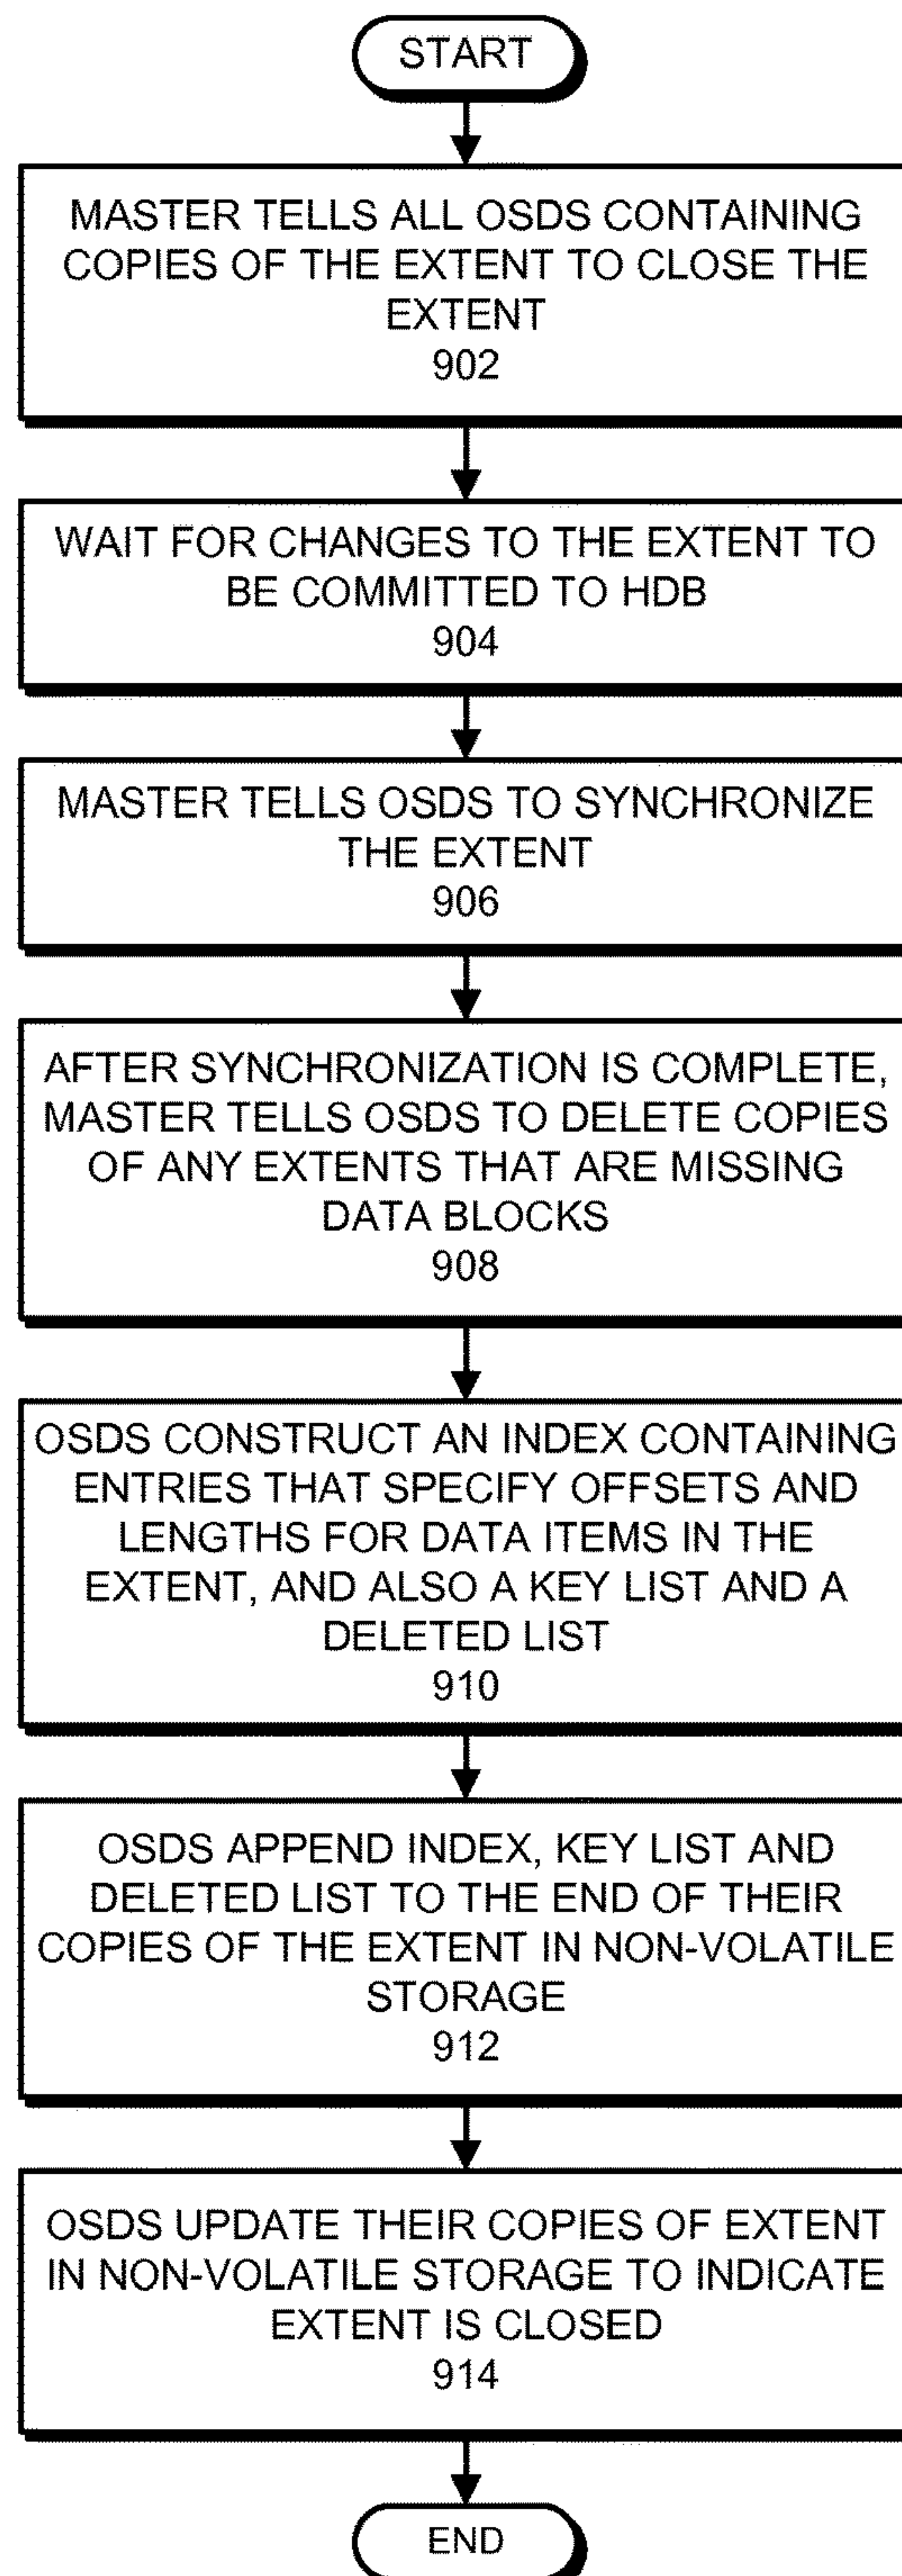 START
MASTER TELLS ALL OSDS CONTAINING
COPIES OF THE EXTENT TO CLOSE THE
EXTENT
902
WAIT FOR CHANGES TO THE EXTENT TO
BE COMMITTED TO HDB
904
MASTER TELLS OSDS TO SYNCHRONIZE
THE EXTENT
906
AFTER SYNCHRONIZATION IS COMPLETE,
MASTER TELLS OSDS TO DELETE COPIES
OF ANY EXTENTS THAT ARE MISSING
DATA BLOCKS
908
OSDS CONSTRUCT AN INDEX CONTAINING
ENTRIES THAT SPECIFY OFFSETS AND
LENGTHS FOR DATA ITEMS IN THE
EXTENT, AND ALSO A KEY LIST AND A
DELETED LIST
910
OSDS APPEND INDEX, KEY LIST AND
DELETED LIST TO THE END OF THEIR
COPIES OF THE EXTENT IN NON-VOLATILE
STORAGE
912
OSDS UPDATE THEIR COPIES OF EXTENT
IN NON-VOLATILE STORAGE TO INDICATE
EXTENT IS CLOSED
914
END